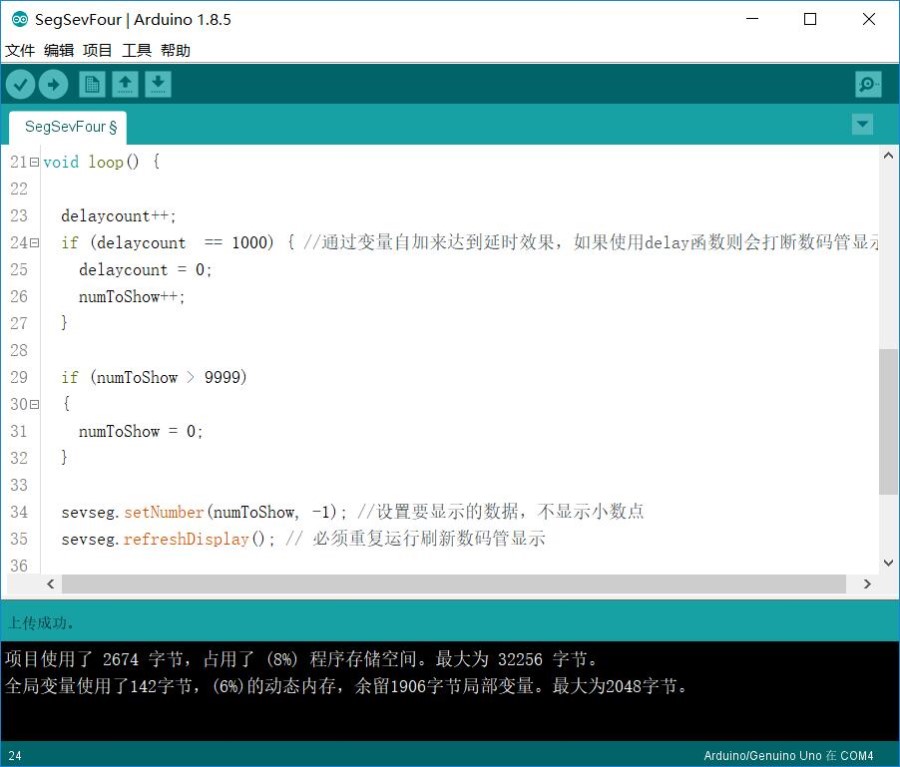 SegSevFour | Arduino 1.8.5
文件 编辑 项目 工具 帮助
SegSevFour §
21 void loop() {
22
23 delaycount++;
24 if (delaycount  == 1000) { //通过变量自加来达到延时效果，如果使用delay函数则会打断数码管显示
25 delaycount = 0;
26 numToShow++;
27 }
28
29 if (numToShow > 9999)
30 {
31 numToShow = 0;
32 }
33
34 sevseg.setNumber(numToShow, -1); //设置要显示的数据，不显示小数点
35 sevseg.refreshDisplay(); // 必须重复运行刷新数码管显示
36
上传成功。
项目使用了 2674 字节，占用了 (8%) 程序存储空间。最大为 32256 字节。
全局变量使用了142字节，(6%)的动态内存，余留1906字节局部变量。最大为2048字节。
24
Arduino/Genuino Uno 在 COM4